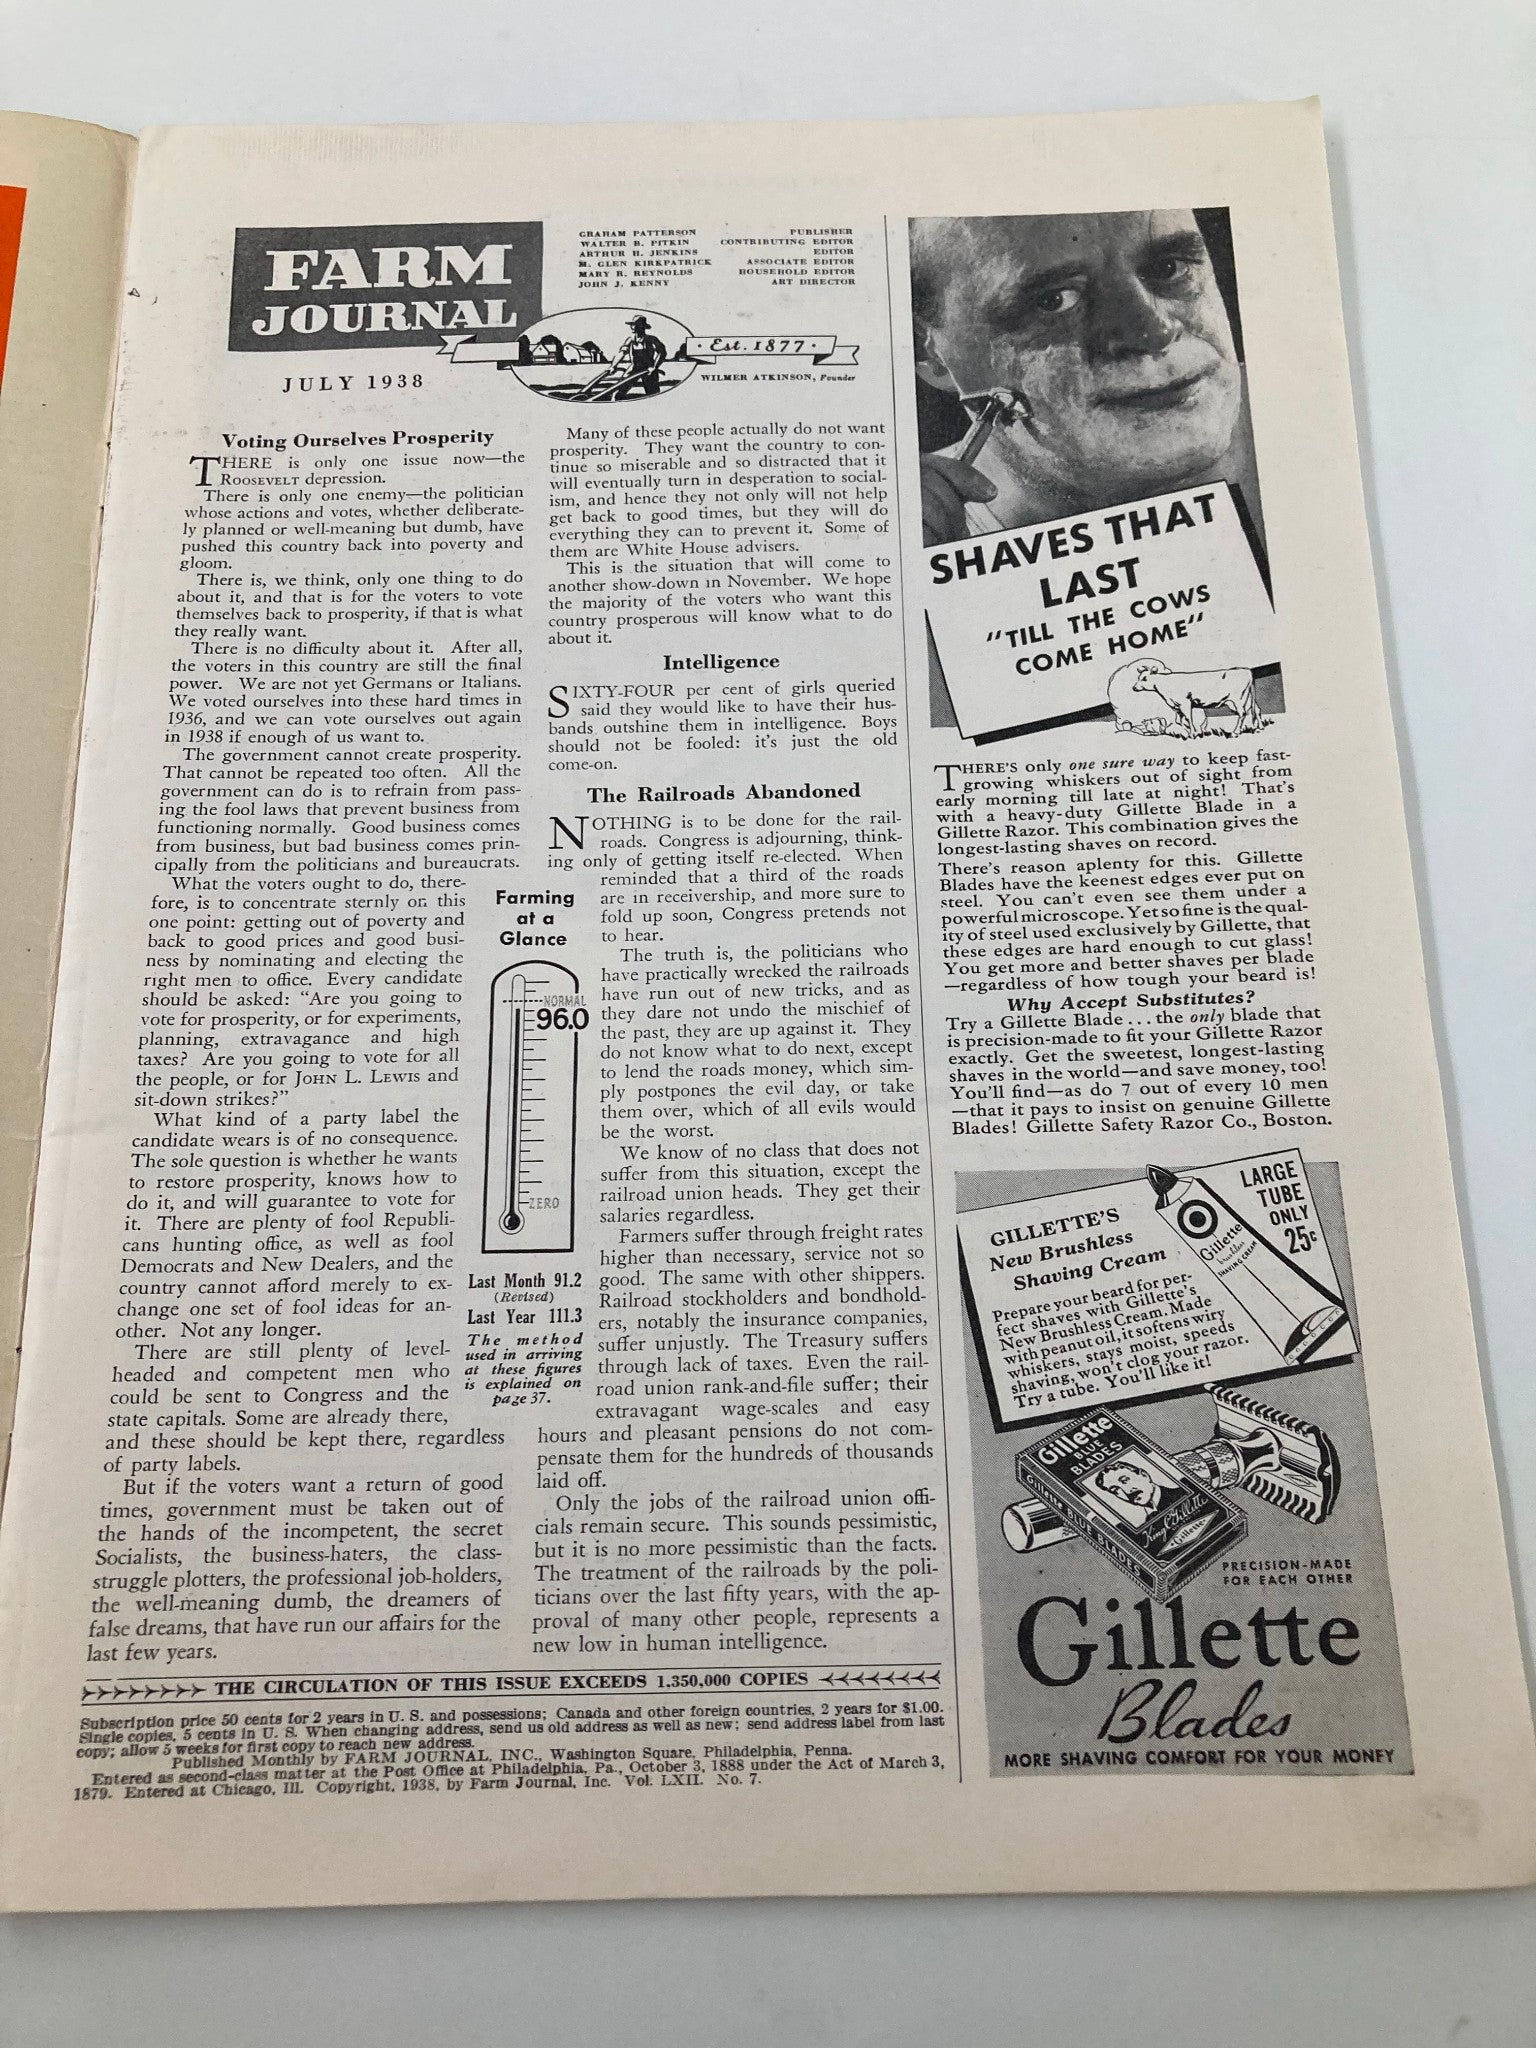 FARM
JOURNAL
JULY 1938
GRAHAM PATTERSON PUBLISHER
WALTER B. PITKIN CONTRIBUTING EDITOR
ARTHUR H. JENKINS EDITOR
M. GLEN KIRKPATRICK ASSOCIATE EDITOR
MARY R. REYNOLDS HOUSEHOLD EDITOR
JOHN J. KENNY ART DIRECTOR
· Est. 1877 ·
WILMER ATKINSON, Founder
Voting Ourselves Prosperity
THERE is only one issue now—the
ROOSEVELT depression.
There is only one enemy—the politician
whose actions and votes, whether deliberate-
ly planned or well-meaning but dumb, have
pushed this country back into poverty and
gloom.
There is, we think, only one thing to do
about it, and that is for the voters to vote
themselves back to prosperity, if that is what
they really want.
There is no difficulty about it. After all,
the voters in this country are still the final
power. We are not yet Germans or Italians.
We voted ourselves into these hard times in
1936, and we can vote ourselves out again
in 1938 if enough of us want to.
The government cannot create prosperity.
That cannot be repeated too often. All the
government can do is to refrain from pass-
ing the fool laws that prevent business from
functioning normally. Good business comes
from business, but bad business comes prin-
cipally from the politicians and bureaucrats.
What the voters ought to do, there-
fore, is to concentrate sternly on this
one point: getting out of poverty and
back to good prices and good busi-
ness by nominating and electing the
right men to office. Every candidate
should be asked: "Are you going to
vote for prosperity, or for experiments,
planning, extravagance and high
taxes? Are you going to vote for all
the people, or for JOHN L. LEWIS and
sit-down strikes?"
What kind of a party label the
candidate wears is of no consequence.
The sole question is whether he wants
to restore prosperity, knows how to
do it, and will guarantee to vote for
it. There are plenty of fool Republi-
cans hunting office, as well as fool
Democrats and New Dealers, and the
country cannot afford merely to ex-
change one set of fool ideas for an-
other. Not any longer.
There are still plenty of level-
headed and competent men who
could be sent to Congress and the
state capitals. Some are already there,
and these should be kept there, regardless
of party labels.
But if the voters want a return of good
times, government must be taken out of
the hands of the incompetent, the secret
Socialists, the business-haters, the class-
struggle plotters, the professional job-holders,
the well-meaning dumb, the dreamers of
false dreams, that have run our affairs for the
last few years.
Farming
at a
Glance
NORMAL
96.0
ZERO
Last Month 91.2
(Revised)
Last Year 111.3
The method
used in arriving
at these figures
is explained on
page 37.
Many of these people actually do not want
prosperity. They want the country to con-
tinue so miserable and so distracted that it
will eventually turn in desperation to social-
ism, and hence they not only will not help
get back to good times, but they will do
everything they can to prevent it. Some of
them are White House advisers.
This is the situation that will come to
another show-down in November. We hope
the majority of the voters who want this
country prosperous will know what to do
about it.
Intelligence
SIXTY-FOUR per cent of girls queried
said they would like to have their hus-
bands outshine them in intelligence. Boys
should not be fooled: it's just the old
come-on.
The Railroads Abandoned
NOTHING is to be done for the rail-
roads. Congress is adjourning, think-
ing only of getting itself re-elected. When
reminded that a third of the roads
are in receivership, and more sure to
fold up soon, Congress pretends not
to hear.
The truth is, the politicians who
have practically wrecked the railroads
have run out of new tricks, and as
they dare not undo the mischief of
the past, they are up against it. They
do not know what to do next, except
to lend the roads money, which sim-
ply postpones the evil day, or take
them over, which of all evils would
be the worst.
We know of no class that does not
suffer from this situation, except the
railroad union heads. They get their
salaries regardless.
Farmers suffer through freight rates
higher than necessary, service not so
good. The same with other shippers.
Railroad stockholders and bondhold-
ers, notably the insurance companies,
suffer unjustly. The Treasury suffers
through lack of taxes. Even the rail-
road union rank-and-file suffer; their
extravagant wage-scales and easy
hours and pleasant pensions do not com-
pensate them for the hundreds of thousands
laid off.
Only the jobs of the railroad union offi-
cials remain secure. This sounds pessimistic,
but it is no more pessimistic than the facts.
The treatment of the railroads by the poli-
ticians over the last fifty years, with the ap-
proval of many other people, represents a
new low in human intelligence.
THE CIRCULATION OF THIS ISSUE EXCEEDS 1,350,000 COPIES
Subscription price 50 cents for 2 years in U. S. and possessions; Canada and other foreign countries, 2 years for $1.00.
Single copies, 5 cents in U. S. When changing address, send us old address as well as new; send address label from last
copy; allow 5 weeks for first copy to reach new address.
Published Monthly by FARM JOURNAL, INC., Washington Square, Philadelphia, Penna.
Entered as second-class matter at the Post Office at Philadelphia, Pa., October 3, 1888 under the Act of March 3,
1879. Entered at Chicago, Ill. Copyright, 1938, by Farm Journal, Inc. Vol. LXII. No. 7.
SHAVES THAT
LAST
"TILL THE COWS
COME HOME"
THERE'S only one sure way to keep fast-
growing whiskers out of sight from
early morning till late at night! That's
with a heavy-duty Gillette Blade in a
Gillette Razor. This combination gives the
longest-lasting shaves on record.
There's reason aplenty for this. Gillette
Blades have the keenest edges ever put on
steel. You can't even see them under a
powerful microscope. Yet so fine is the qual-
ity of steel used exclusively by Gillette, that
these edges are hard enough to cut glass!
You get more and better shaves per blade
—regardless of how tough your beard is!
Why Accept Substitutes?
Try a Gillette Blade . . . the only blade that
is precision-made to fit your Gillette Razor
exactly. Get the sweetest, longest-lasting
shaves in the world—and save money, too!
You'll find—as do 7 out of every 10 men
—that it pays to insist on genuine Gillette
Blades! Gillette Safety Razor Co., Boston.
GILLETTE'S
New Brushless
Shaving Cream
Prepare your beard for per-
fect shaves with Gillette's
New Brushless Cream. Made
with peanut oil, it softens wiry
whiskers, stays moist, speeds
shaving, won't clog your razor.
Try a tube. You'll like it!
LARGE
TUBE
ONLY
25¢
Gillette
brushless
SHAVING CREAM
Gillette
BLUE
BLADES
King C Gillette
Gillette
Gillette BLUE BLADES
PRECISION-MADE
FOR EACH OTHER
Gillette
Blades
MORE SHAVING COMFORT FOR YOUR MONEY